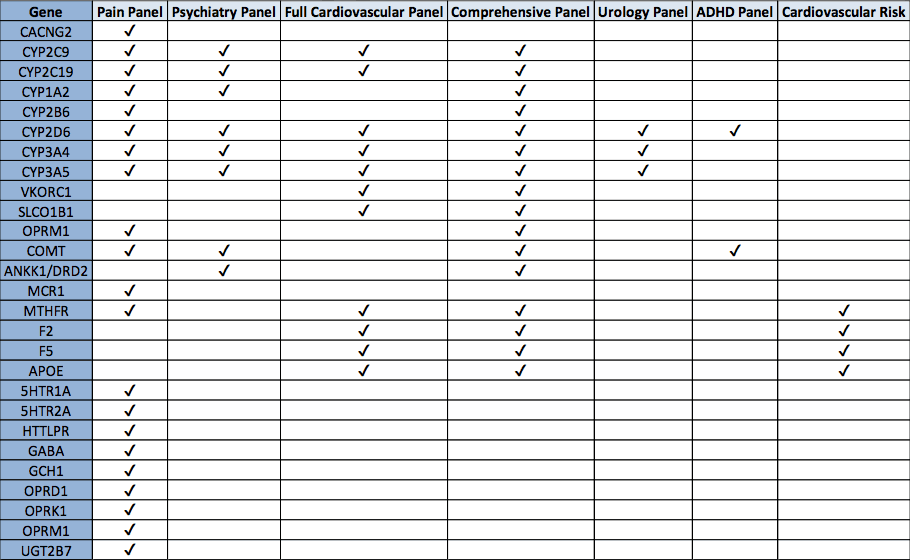 Gene Pain Panel Psychiatry Panel Full Cardiovascular Panel Comprehensive Panel Urology Panel ADHD Panel Cardiovascular Risk
CACNG2 ✓
CYP2C9 ✓ ✓ ✓ ✓
CYP2C19 ✓ ✓ ✓ ✓
CYP1A2 ✓ ✓ ✓
CYP2B6 ✓ ✓
CYP2D6 ✓ ✓ ✓ ✓ ✓ ✓
CYP3A4 ✓ ✓ ✓ ✓ ✓
CYP3A5 ✓ ✓ ✓ ✓ ✓
VKORC1 ✓ ✓
SLCO1B1 ✓ ✓
OPRM1 ✓ ✓
COMT ✓ ✓ ✓ ✓
ANKK1/DRD2 ✓ ✓
MCR1 ✓
MTHFR ✓ ✓ ✓ ✓
F2 ✓ ✓ ✓
F5 ✓ ✓ ✓
APOE ✓ ✓ ✓
5HTR1A ✓
5HTR2A ✓
HTTLPR ✓
GABA ✓
GCH1 ✓
OPRD1 ✓
OPRK1 ✓
OPRM1 ✓
UGT2B7 ✓